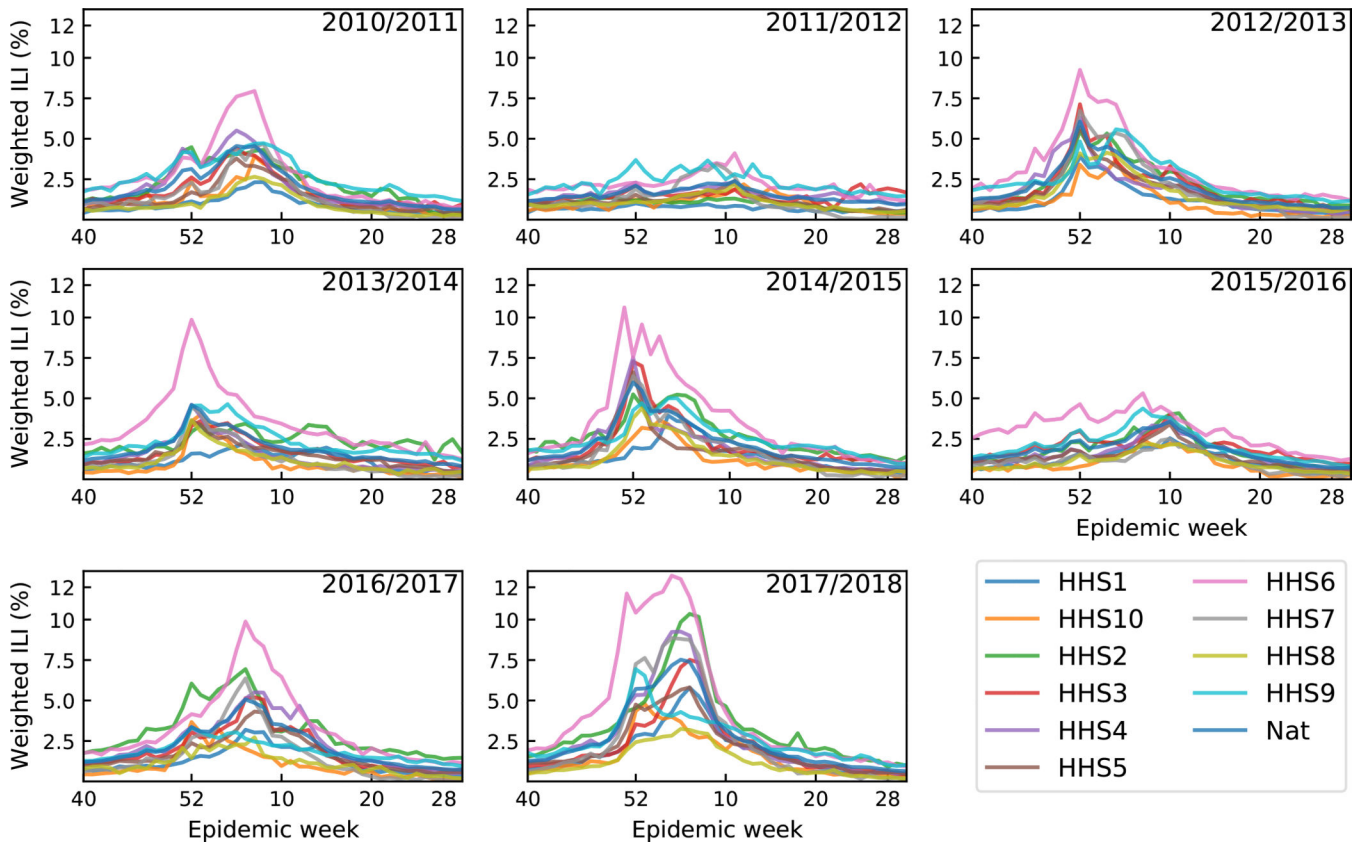 2010/2011
Weighted ILI (%)
12
10
7.5
5.0
2.5
40 52 10 20 28
2011/2012
12
10
7.5
5.0
2.5
40 52 10 20 28
2012/2013
12
10
7.5
5.0
2.5
40 52 10 20 28
2013/2014
Weighted ILI (%)
12
10
7.5
5.0
2.5
40 52 10 20 28
2014/2015
12
10
7.5
5.0
2.5
40 52 10 20 28
2015/2016
12
10
7.5
5.0
2.5
40 52 10 20 28
Epidemic week
2016/2017
Weighted ILI (%)
12
10
7.5
5.0
2.5
40 52 10 20 28
Epidemic week
2017/2018
12
10
7.5
5.0
2.5
40 52 10 20 28
Epidemic week
HHS1
HHS10
HHS2
HHS3
HHS4
HHS5
HHS6
HHS7
HHS8
HHS9
Nat